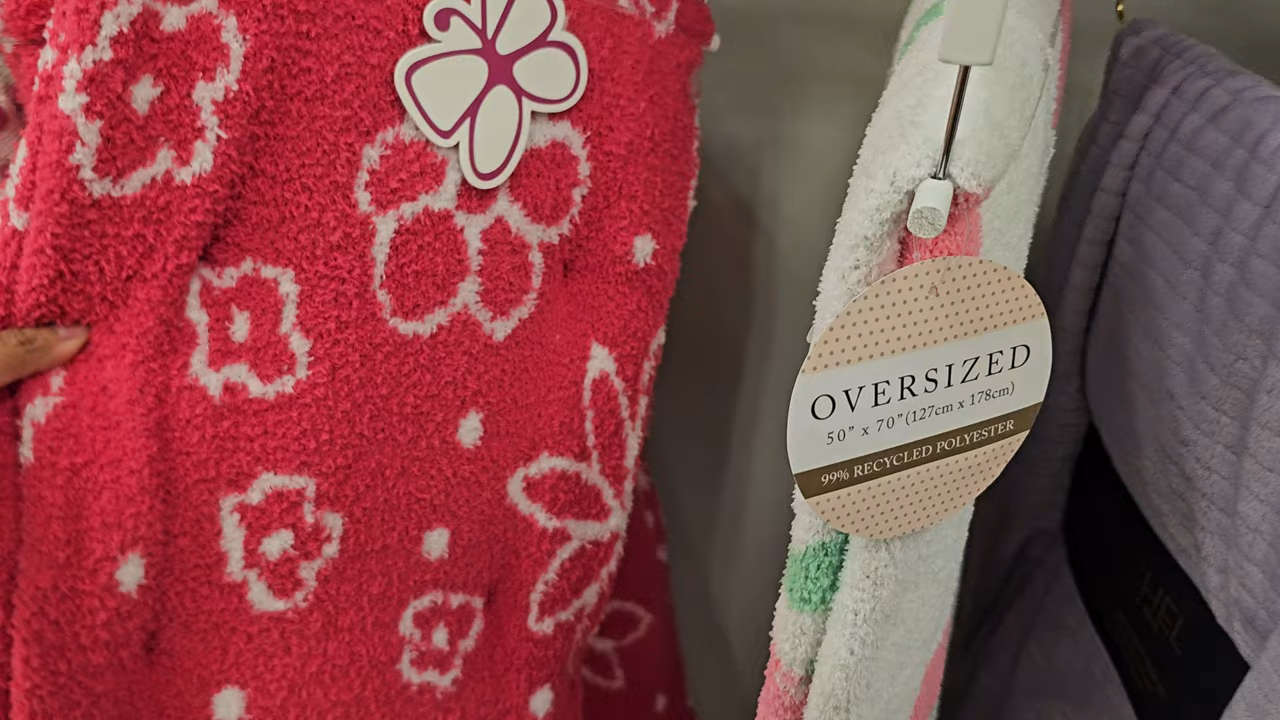 OVERSIZED
50" x 70"(127cm x 178cm)
99% RECYCLED POLYESTER